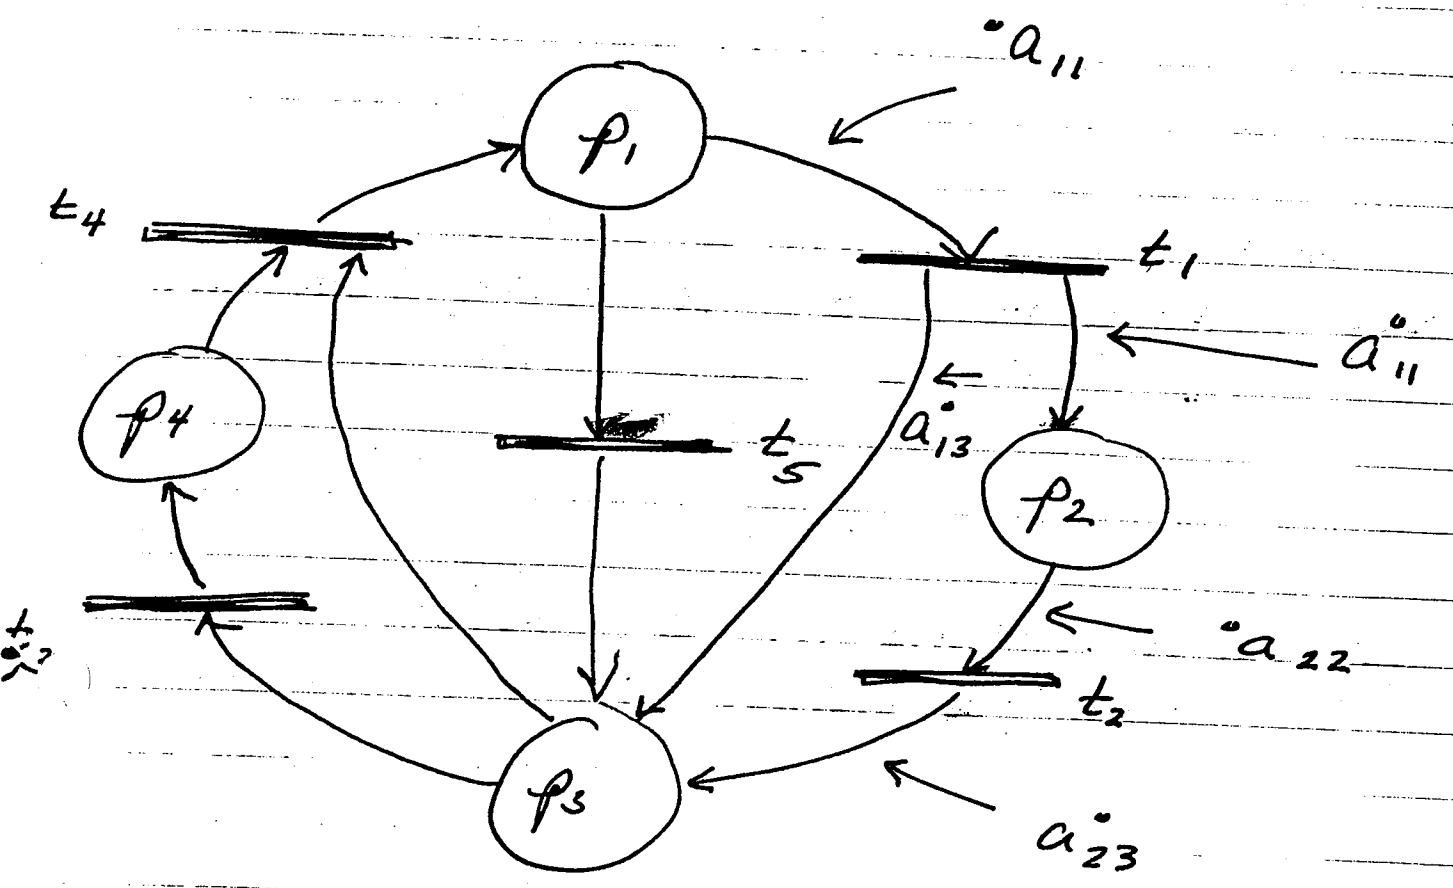 •a₁₁
p₁
t₄
t₁
a•₁₁
p₄
a•₁₃
t₅
p₂
•a₂₂
t₂
p₃
a•₂₃